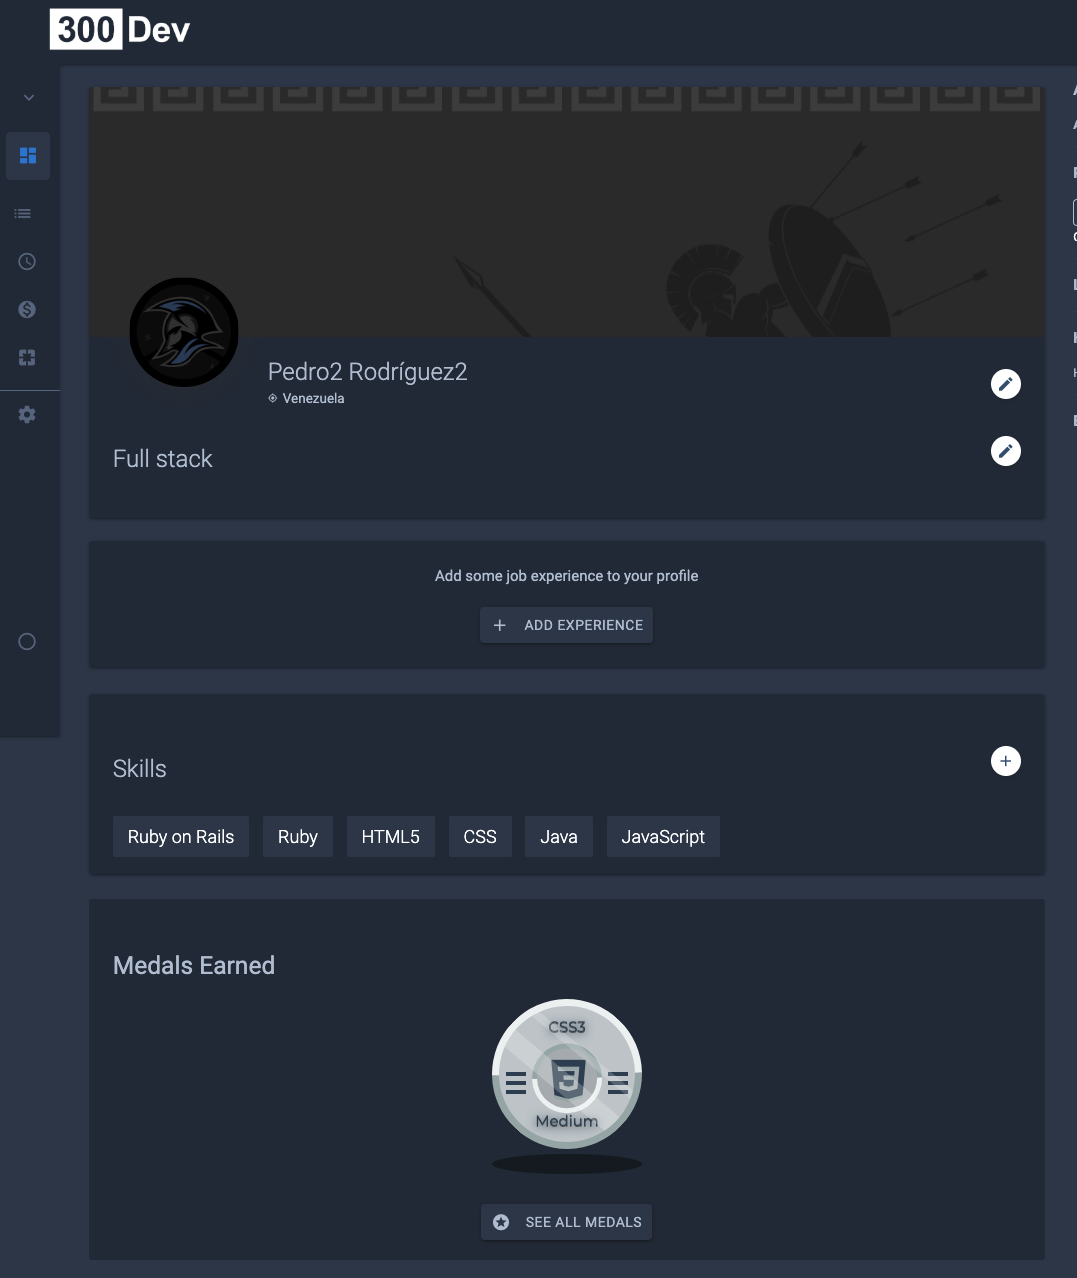 300 Dev
Pedro2 Rodríguez2
Venezuela
Full stack
Add some job experience to your profile
ADD EXPERIENCE
Skills
Ruby on Rails Ruby HTML5 CSS Java JavaScript
Medals Earned
CSS3
Medium
SEE ALL MEDALS